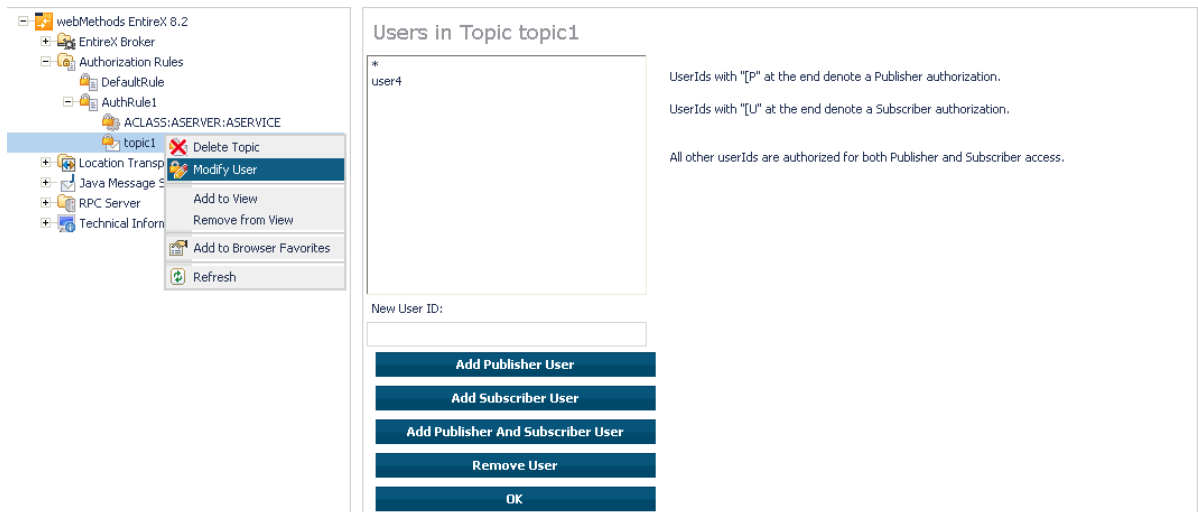 webMethods EntireX 8.2
EntireX Broker
Authorization Rules
DefaultRule
AuthRule1
ACLASS:ASERVER:ASERVICE
topic1
Location Transp
Java Message S
RPC Server
Technical Inforn
Delete Topic
Modify User
Add to View
Remove from View
Add to Browser Favorites
Refresh
Users in Topic topic1
*
user4
UserIds with "[P" at the end denote a Publisher authorization.
UserIds with "[U" at the end denote a Subscriber authorization.
All other userIds are authorized for both Publisher and Subscriber access.
New User ID:
Add Publisher User
Add Subscriber User
Add Publisher And Subscriber User
Remove User
OK